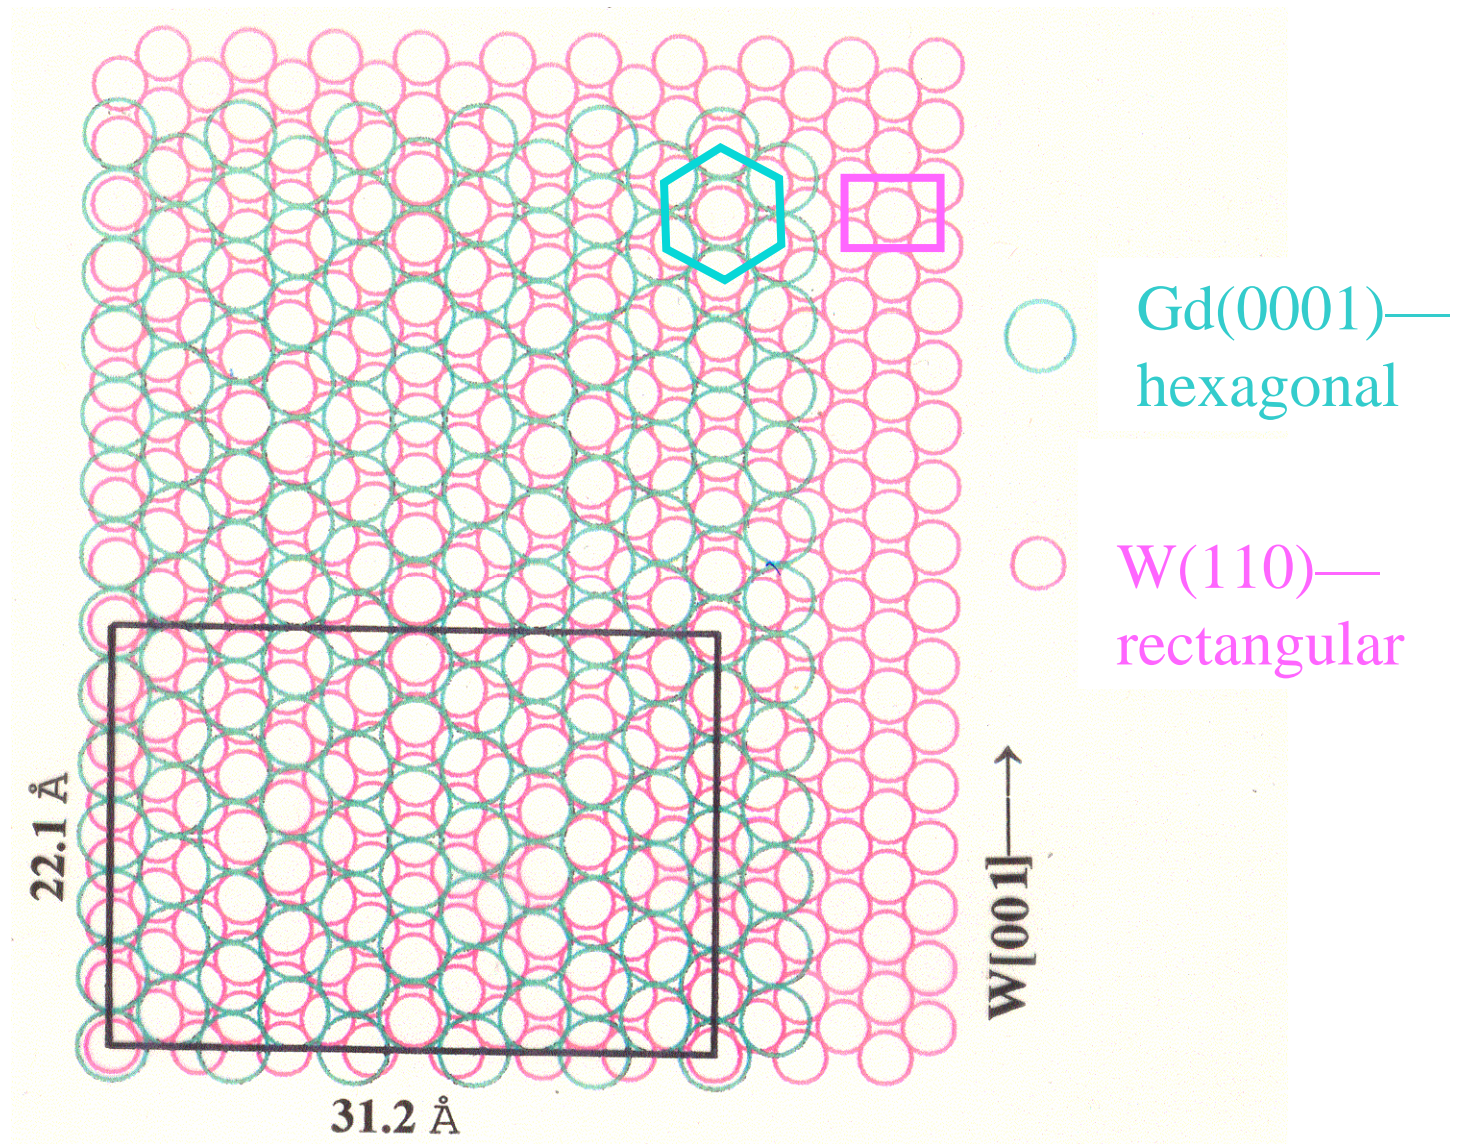 Gd(0001)—
hexagonal
W(110)—
rectangular
22.1 Å
W[001]⟶
31.2 Å